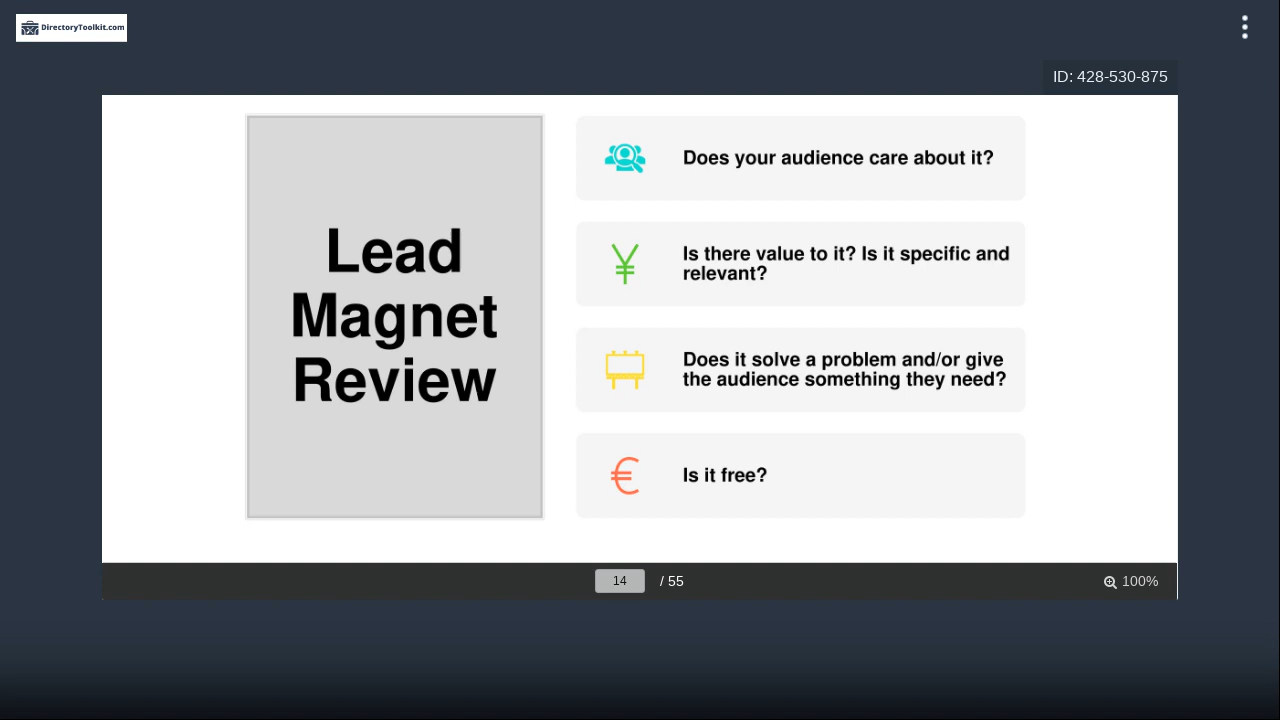 DirectoryToolkit.com
ID: 428-530-875
Lead
Magnet
Review
Does your audience care about it?
Is there value to it? Is it specific and
relevant?
Does it solve a problem and/or give
the audience something they need?
Is it free?
14 / 55
100%